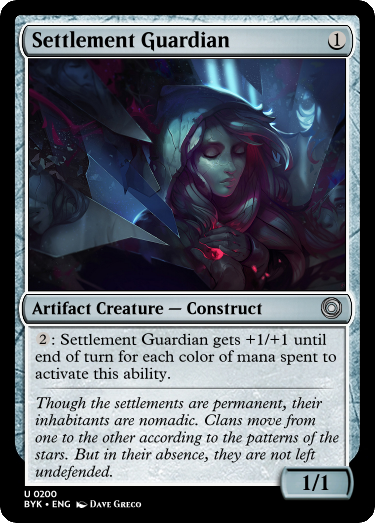 Settlement Guardian 1
Artifact Creature — Construct
2: Settlement Guardian gets +1/+1 until
end of turn for each color of mana spent to
activate this ability.
Though the settlements are permanent, their
inhabitants are nomadic. Clans move from
one to the other according to the patterns of the
stars. But in their absence, they are not left
undefended.
1/1
U 0200
BYK • ENG Dave Greco